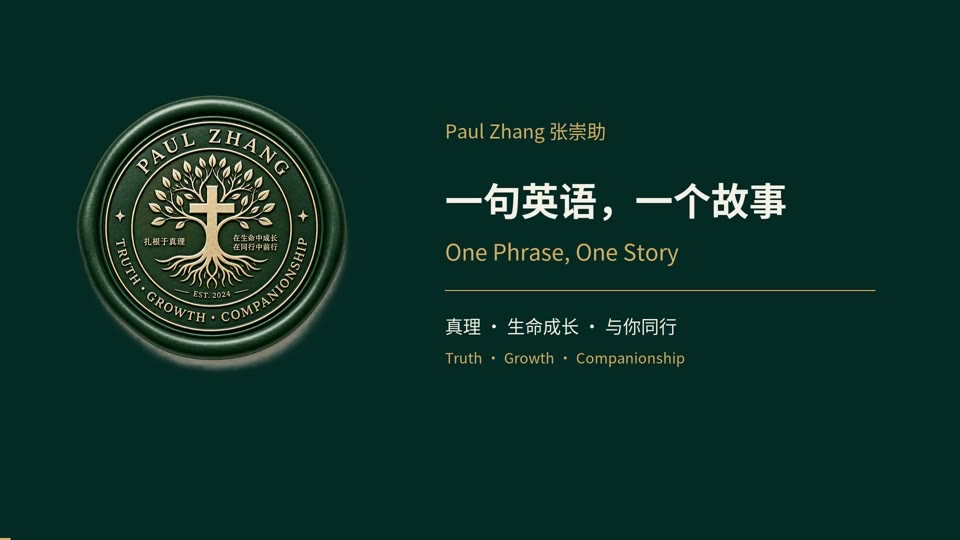 PAUL ZHANG
扎根于真理
在生命中成长
在同行中前行
EST. 2024
TRUTH • GROWTH • COMPANIONSHIP
Paul Zhang 张崇助
一句英语，一个故事
One Phrase, One Story
真理 · 生命成长 · 与你同行
Truth · Growth · Companionship